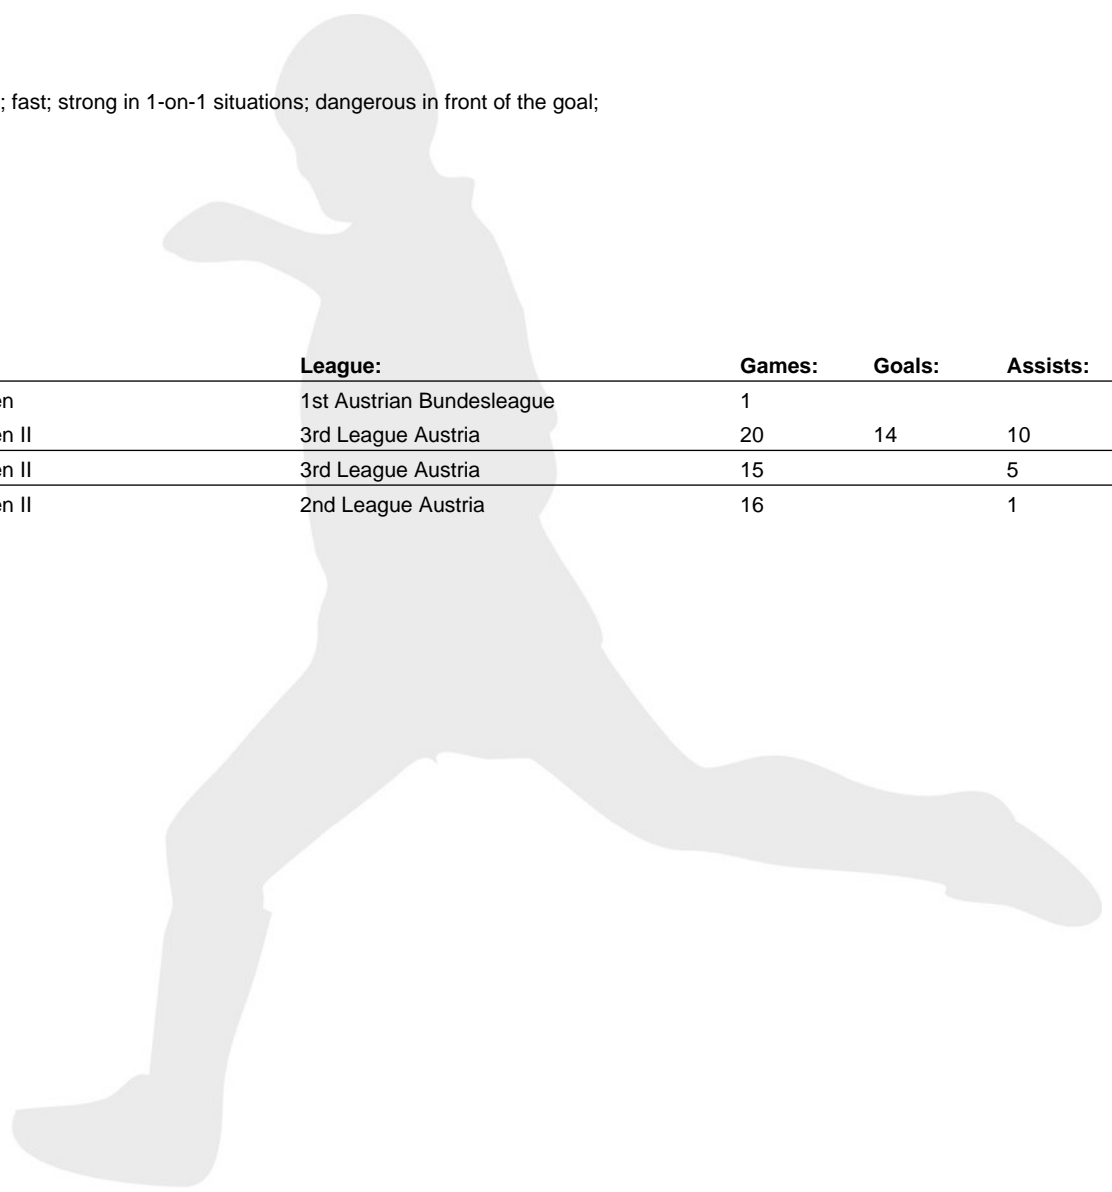 ; fast; strong in 1-on-1 situations; dangerous in front of the goal;
League: Games: Goals: Assists:
en 1st Austrian Bundesleague 1
en II 3rd League Austria 20 14 10
en II 3rd League Austria 15 5
en II 2nd League Austria 16 1